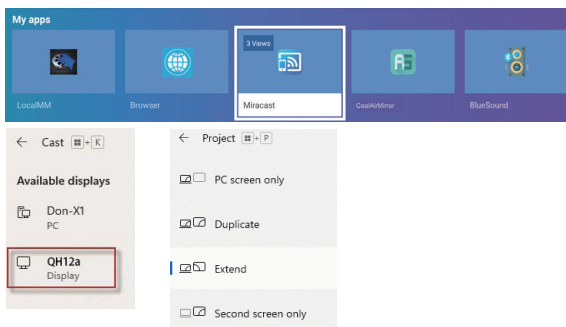 My apps
3 Views
LocalMM
Browser
Miracast
CoolAirMirror
BlueSound
← Cast ⊞ + K
Available displays
Don-X1
PC
QH12a
Display
← Project ⊞ + P
PC screen only
Duplicate
Extend
Second screen only